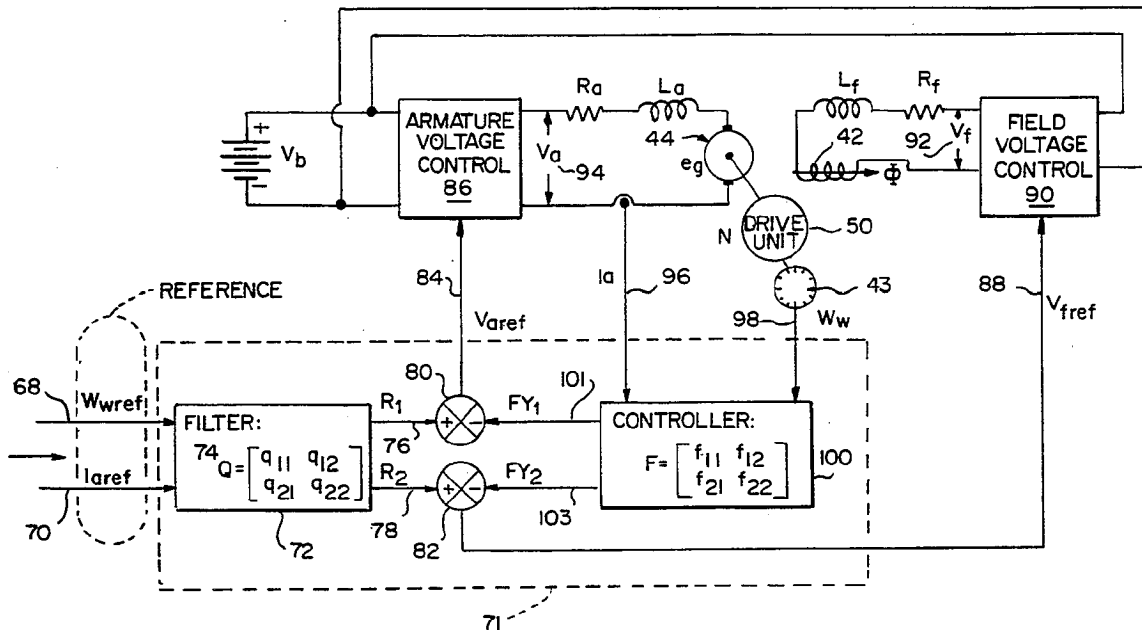 Ra
La
Lf
Rf
+
Vb
-
ARMATURE
VOLTAGE
CONTROL
86
Va
94
44
eg
42
92
Vf
Φ
FIELD
VOLTAGE
CONTROL
90
N
DRIVE
UNIT
50
84
Ia
96
43
88
REFERENCE
Varef
98
Ww
Vfref
68
Wwref
80
101
R1
+
-
FY1
FILTER:
74
Q = [q11 q12
q21 q22]
76
CONTROLLER:
F = [f11 f12
f21 f22]
100
Iaref
R2
+
-
FY2
70
72
78
82
103
71